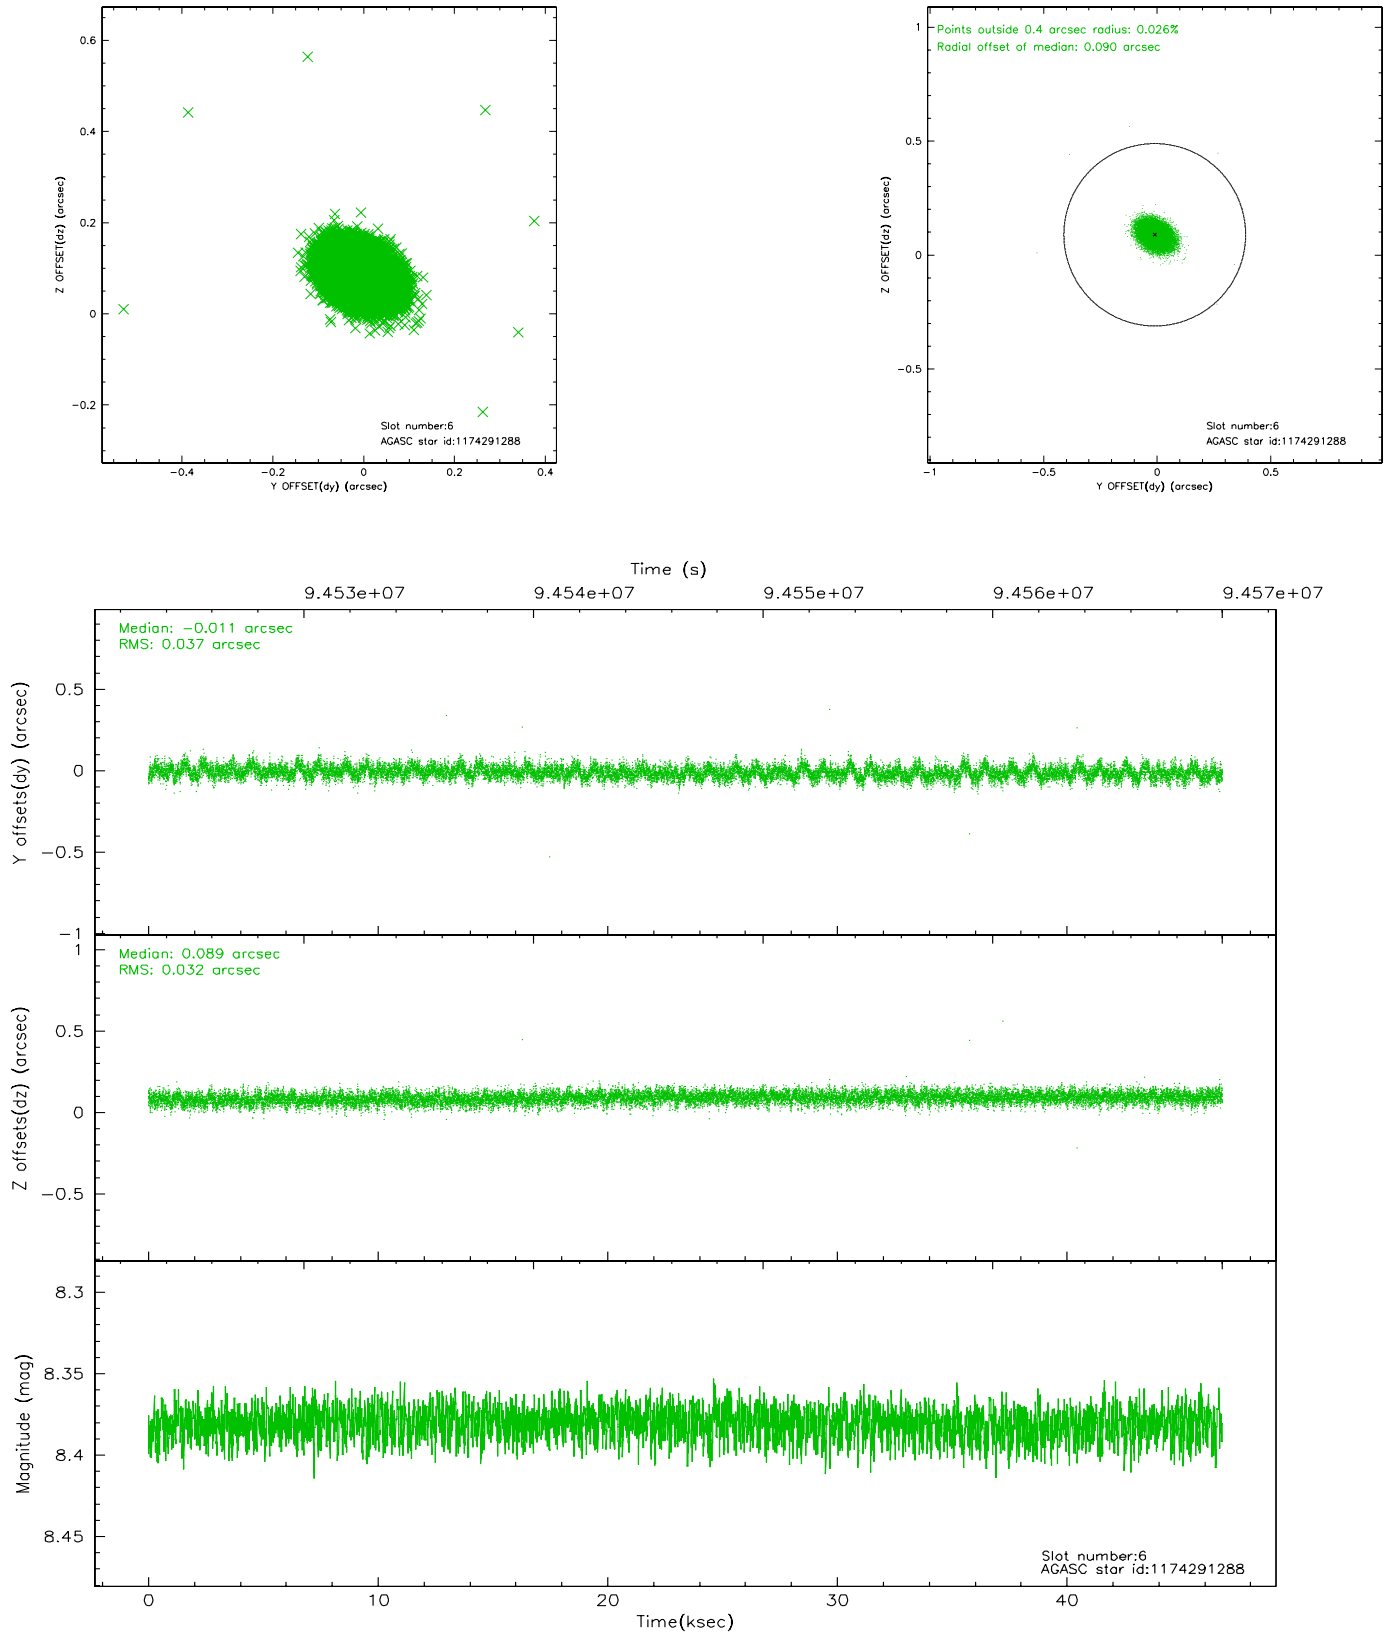 0.6
0.4
0.2
0
−0.2
Z OFFSET(dz) (arcsec)
−0.4 −0.2 0 0.2 0.4
Y OFFSET(dy) (arcsec)
Slot number:6
AGASC star id:1174291288
Points outside 0.4 arcsec radius: 0.026%
Radial offset of median: 0.090 arcsec
1
0.5
0
−0.5
Z OFFSET(dz) (arcsec)
−1 −0.5 0 0.5
Y OFFSET(dy) (arcsec)
Slot number:6
AGASC star id:1174291288
Time (s)
9.453e+07 9.454e+07 9.455e+07 9.456e+07 9.457e+07
Median: −0.011 arcsec
RMS: 0.037 arcsec
0.5
0
−0.5
−1
Y offsets(dy) (arcsec)
Median: 0.089 arcsec
RMS: 0.032 arcsec
1
0.5
0
−0.5
Z offsets(dz) (arcsec)
8.3
8.35
8.4
8.45
Magnitude (mag)
Slot number:6
AGASC star id:1174291288
0 10 20 30 40
Time(ksec)